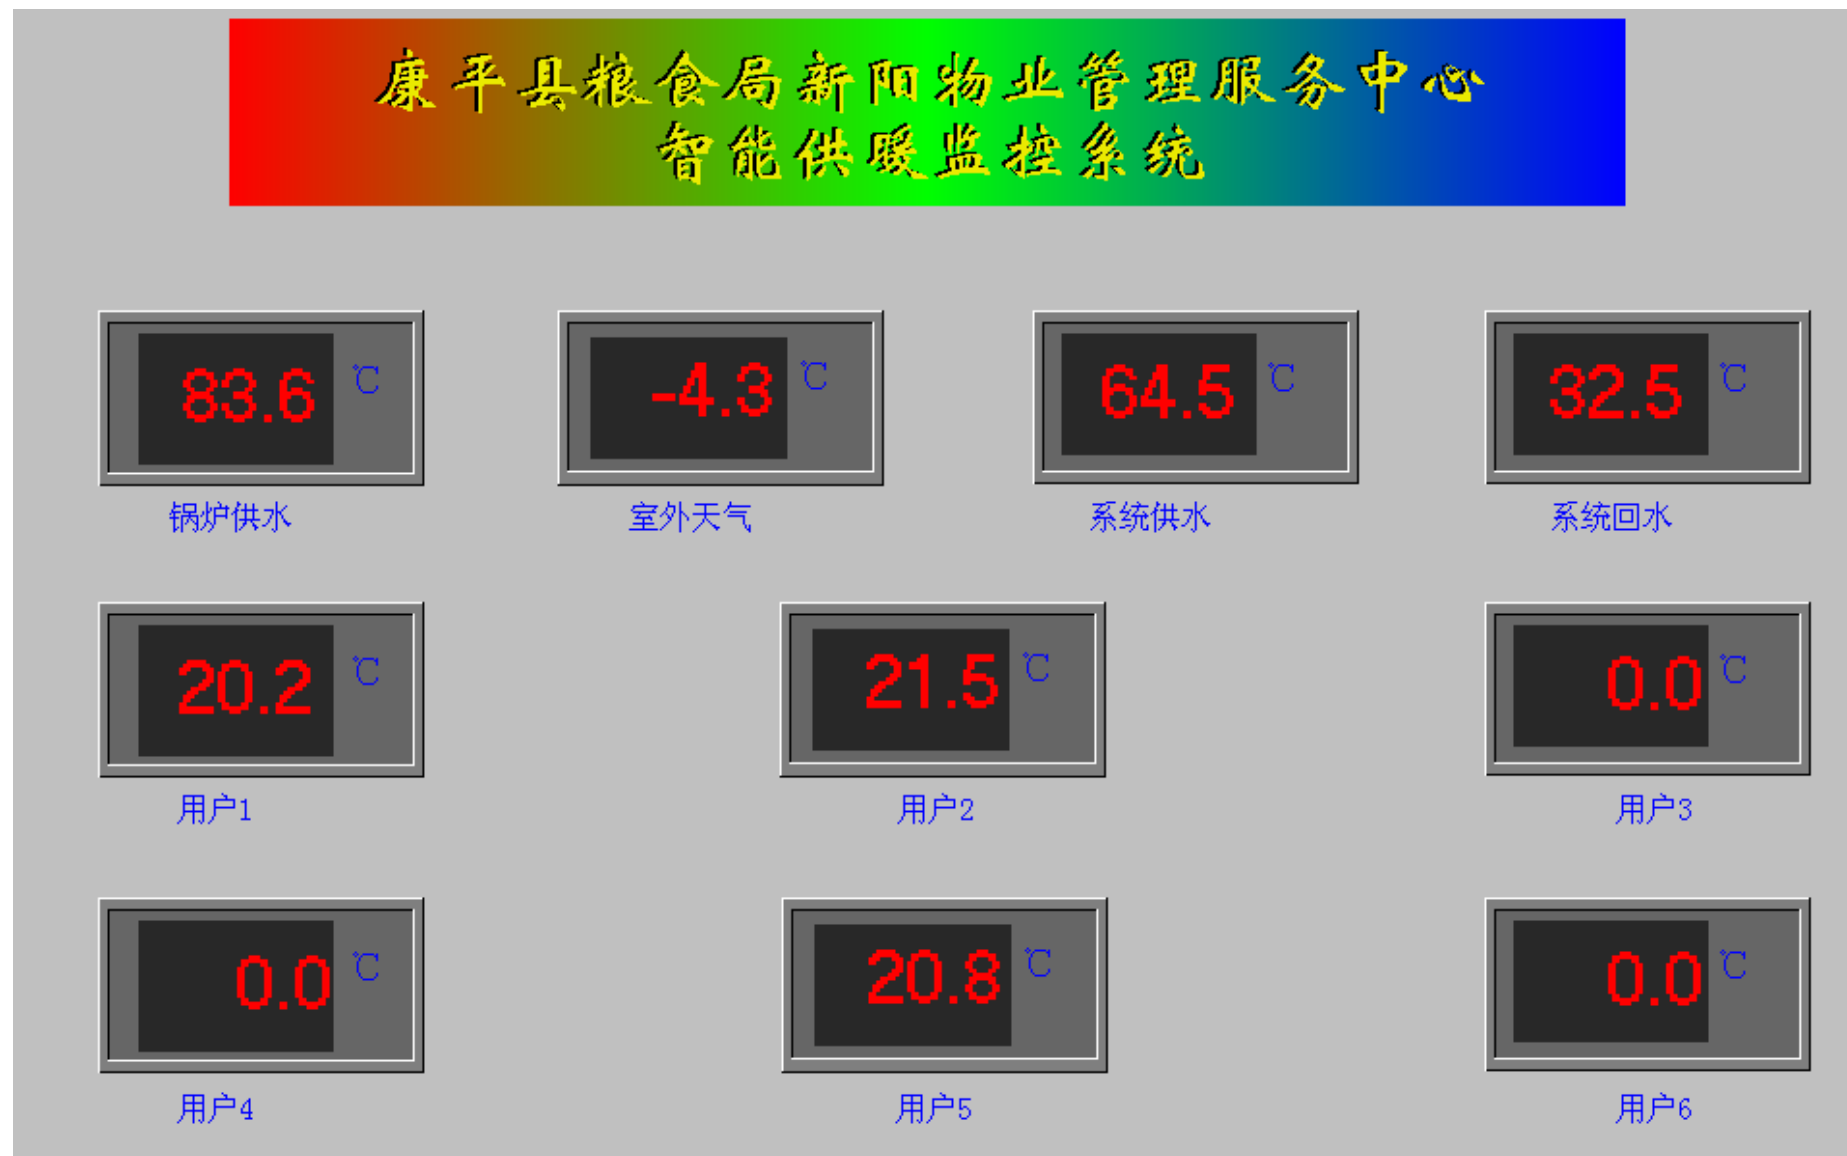 康平县粮食局新阳物业管理服务中心
智能供暖监控系统
83.6 ℃
-4.3 ℃
64.5 ℃
32.5 ℃
锅炉供水
室外天气
系统供水
系统回水
20.2 ℃
21.5 ℃
0.0 ℃
用户1
用户2
用户3
0.0 ℃
20.8 ℃
0.0 ℃
用户4
用户5
用户6